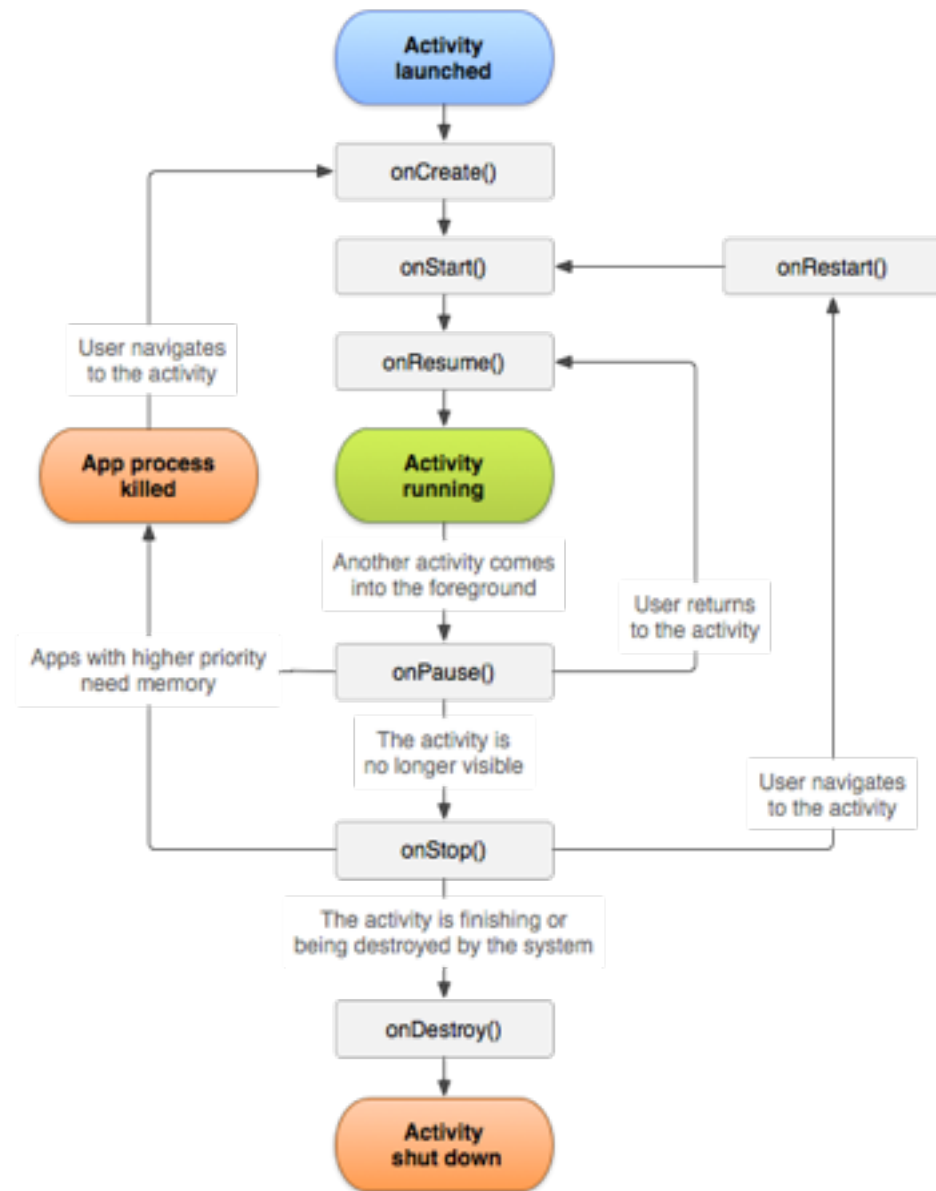 Activity
launched
onCreate()
onStart()
onRestart()
User navigates
to the activity
onResume()
App process
killed
Activity
running
Another activity comes
into the foreground
User returns
to the activity
Apps with higher priority
need memory
onPause()
The activity is
no longer visible
User navigates
to the activity
onStop()
The activity is finishing or
being destroyed by the system
onDestroy()
Activity
shut down